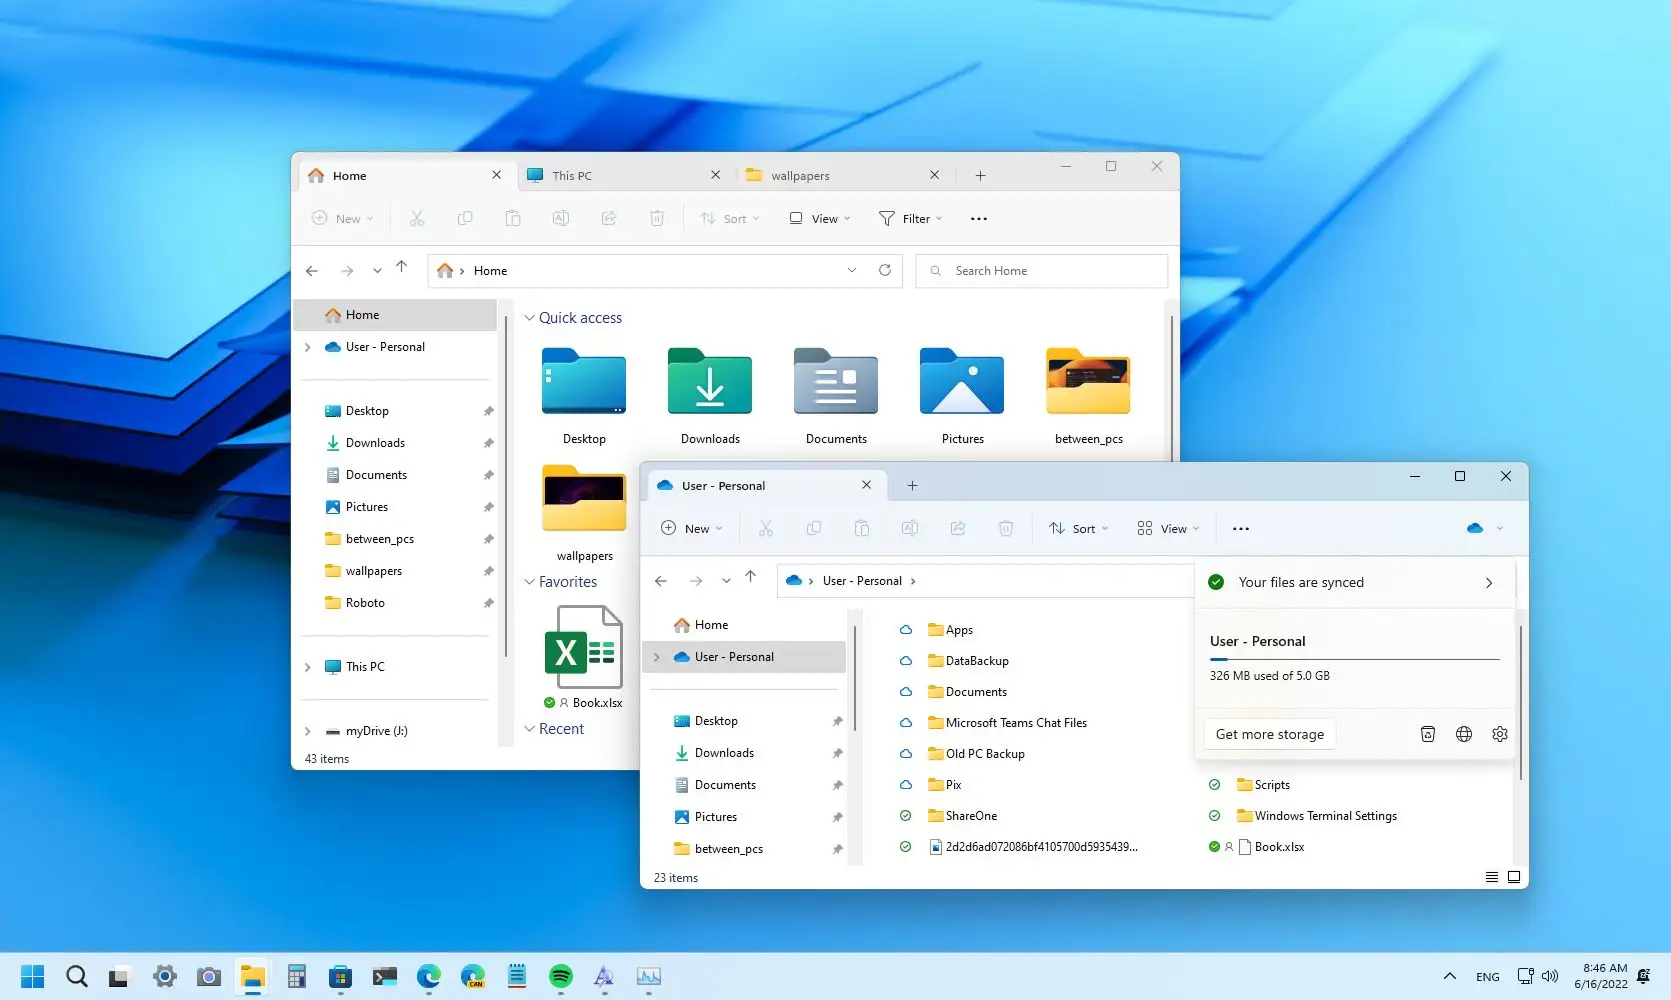 Home
This PC
wallpapers
New
Sort
View
Filter
Home
Search Home
Home
User - Personal
Desktop
Downloads
Documents
Pictures
between_pcs
wallpapers
Roboto
This PC
myDrive (J:)
43 items
Quick access
Desktop
Downloads
Documents
Pictures
between_pcs
wallpapers
Favorites
X
Book.xlsx
Recent
User - Personal
New
Sort
View
User - Personal
Home
User - Personal
Desktop
Downloads
Documents
Pictures
between_pcs
23 items
Apps
DataBackup
Documents
Microsoft Teams Chat Files
Old PC Backup
Pix
ShareOne
2d2d6ad072086bf4105700d5935439...
Your files are synced
User - Personal
326 MB used of 5.0 GB
Get more storage
Scripts
Windows Terminal Settings
Book.xlsx
CAN
ENG
8:46 AM
6/16/2022